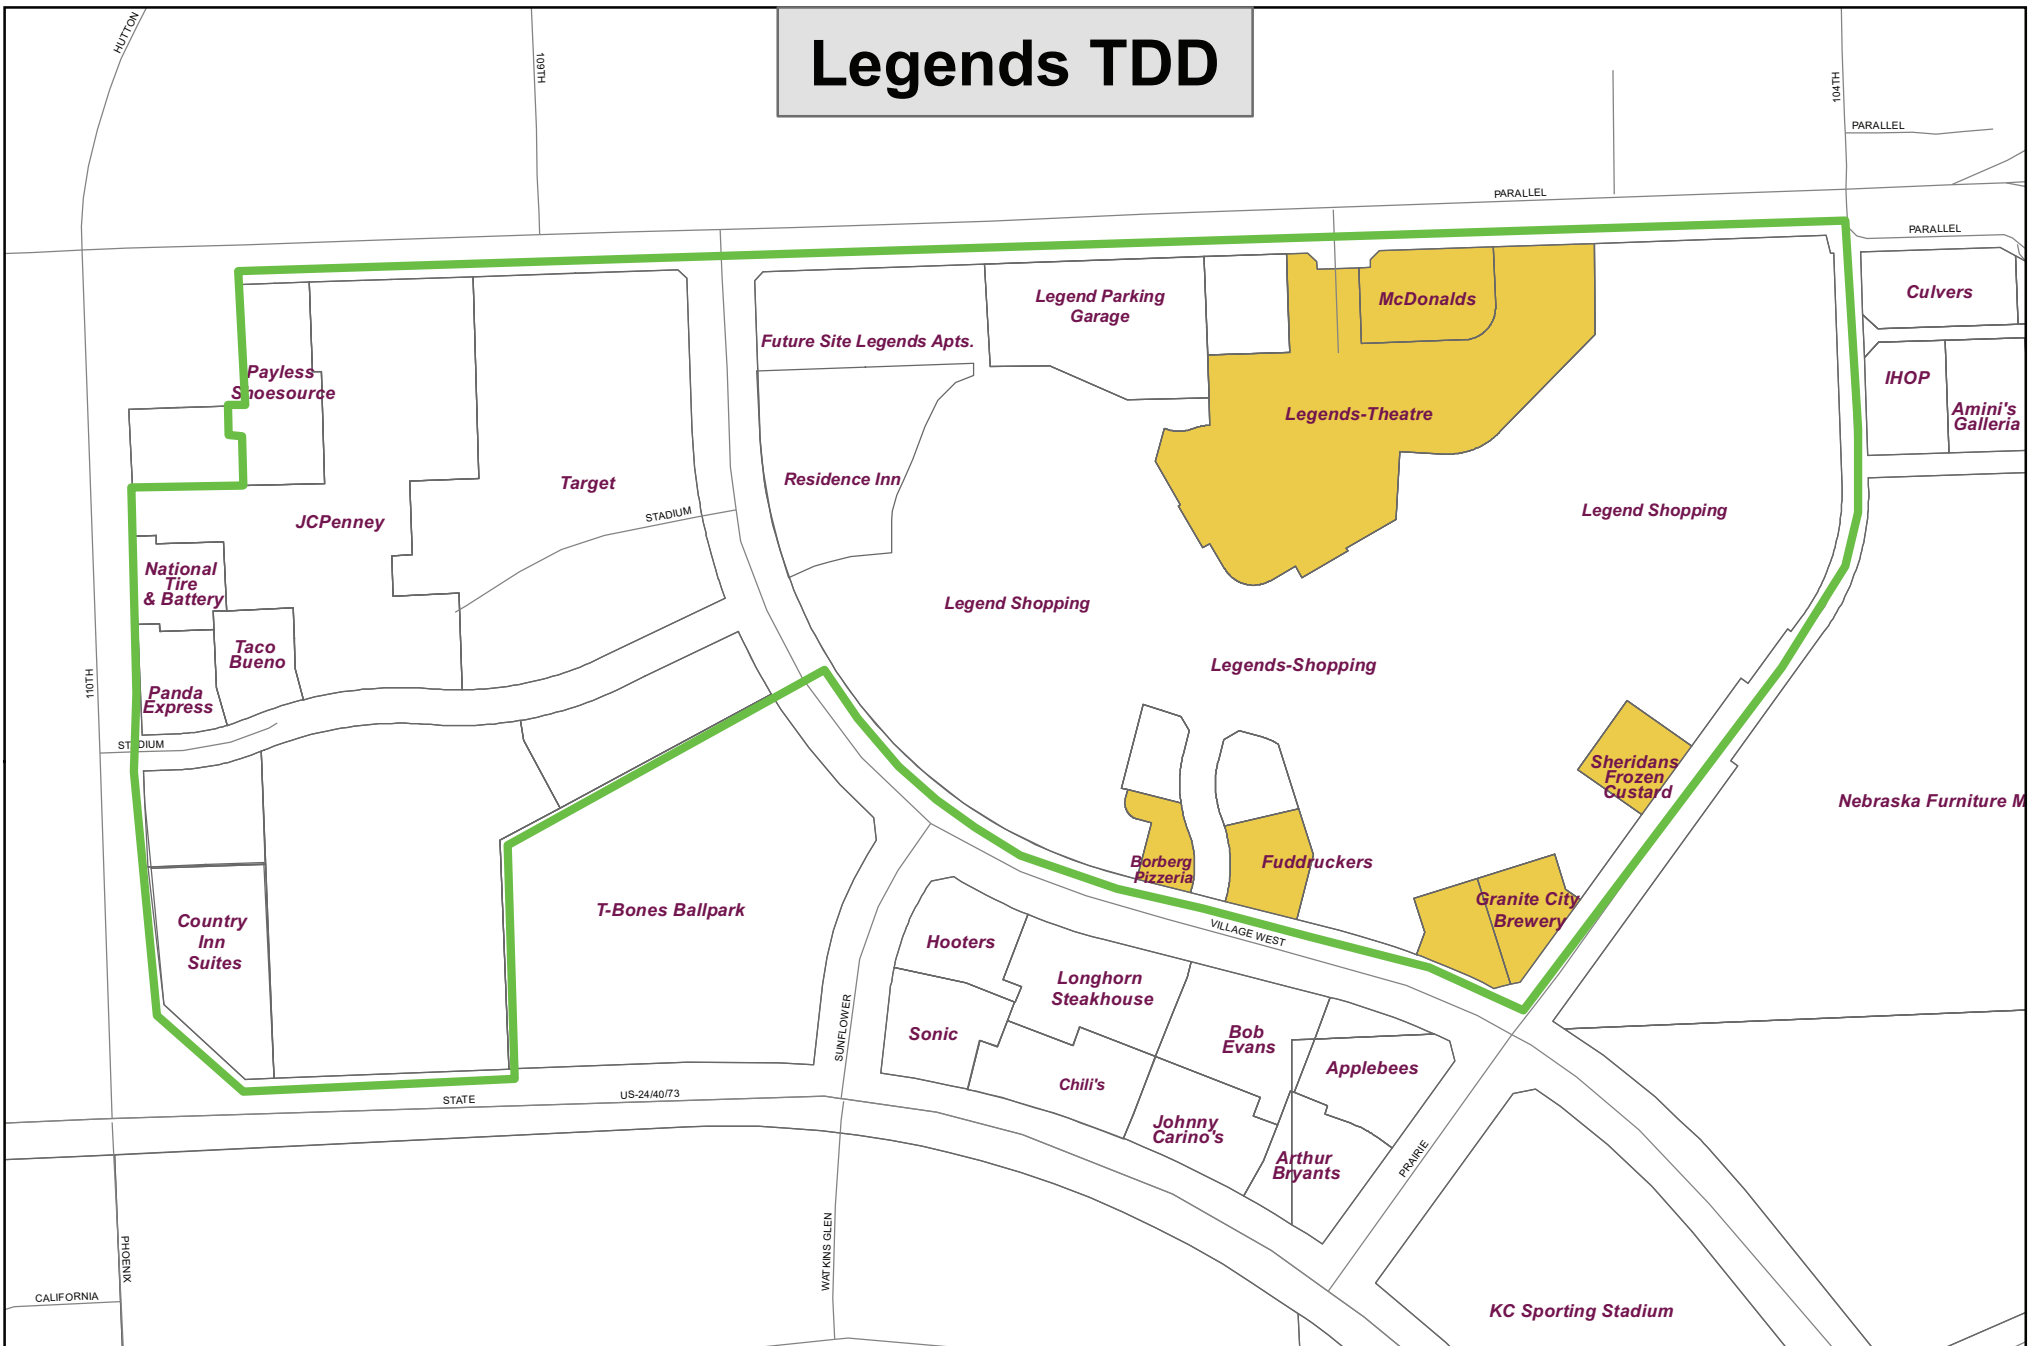 Legends TDD
HUTTON
109TH
104TH
PARALLEL
PARALLEL
PARALLEL
Culvers
McDonalds
Legend Parking
Garage
Future Site Legends Apts.
Payless
Shoesource
IHOP
Amini's
Galleria
Legends-Theatre
Target
Residence Inn
STADIUM
JCPenney
Legend Shopping
National
Tire
& Battery
Legend Shopping
Taco
Bueno
Legends-Shopping
110TH
Panda
Express
STADIUM
Sheridans
Frozen
Custard
Nebraska Furniture M
Borberg
Pizzeria
Fuddruckers
Granite City
Brewery
T-Bones Ballpark
Country
Inn
Suites
VILLAGE WEST
Hooters
Longhorn
Steakhouse
SUNFLOWER
Sonic
Bob
Evans
Applebees
Chili's
STATE
US-24/40/73
Johnny
Carino's
Arthur
Bryants
PRAIRIE
PHOENIX
WATKINS GLEN
CALIFORNIA
KC Sporting Stadium